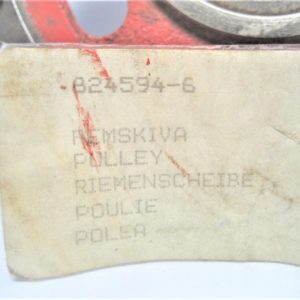 824594-6
REMSKIVA
PULLEY
RIEMENSCHEIBE
POULIE
POLEA